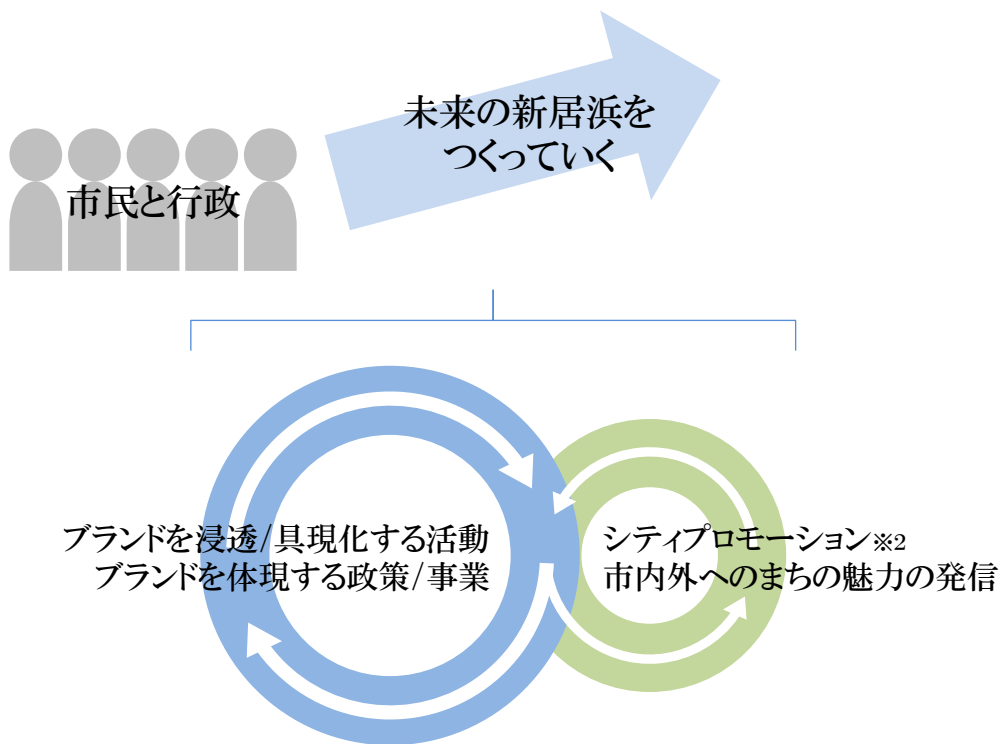 未来の新居浜を
つくっていく
市民と行政
ブランドを浸透/具現化する活動
ブランドを体現する政策/事業
シティプロモーション※2
市内外へのまちの魅力の発信